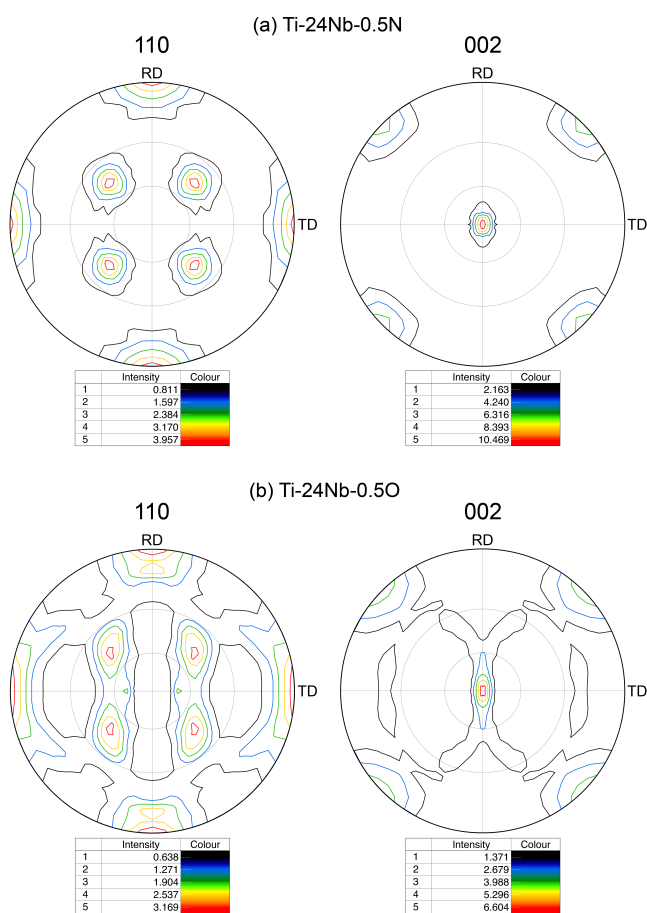 (a) Ti-24Nb-0.5N
110 002
RD RD
TD TD
Intensity Colour Intensity Colour
1 0.811 1 2.163
2 1.597 2 4.240
3 2.384 3 6.316
4 3.170 4 8.393
5 3.957 5 10.469
(b) Ti-24Nb-0.5O
110 002
RD RD
TD TD
Intensity Colour Intensity Colour
1 0.638 1 1.371
2 1.271 2 2.679
3 1.904 3 3.988
4 2.537 4 5.296
5 3.169 5 6.604